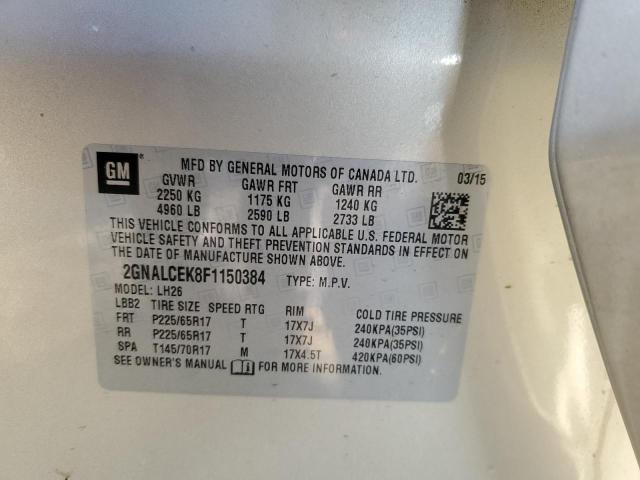 GM MFD BY GENERAL MOTORS OF CANADA LTD. 03/15
GVWR GAWR FRT GAWR RR
2250 KG 1175 KG 1240 KG
4960 LB 2590 LB 2733 LB
THIS VEHICLE CONFORMS TO ALL APPLICABLE U.S. FEDERAL MOTOR
VEHICLE SAFETY AND THEFT PREVENTION STANDARDS IN EFFECT ON
THE DATE OF MANUFACTURE SHOWN ABOVE.
2GNALCEK8F1150384 TYPE: M.P.V.
MODEL: LH26
LBB2 TIRE SIZE SPEED RTG RIM COLD TIRE PRESSURE
FRT P225/65R17 T 17X7J 240KPA(35PSI)
RR P225/65R17 T 17X7J 240KPA(35PSI)
SPA T145/70R17 M 17X4.5T 420KPA(60PSI)
SEE OWNER'S MANUAL FOR MORE INFORMATION.